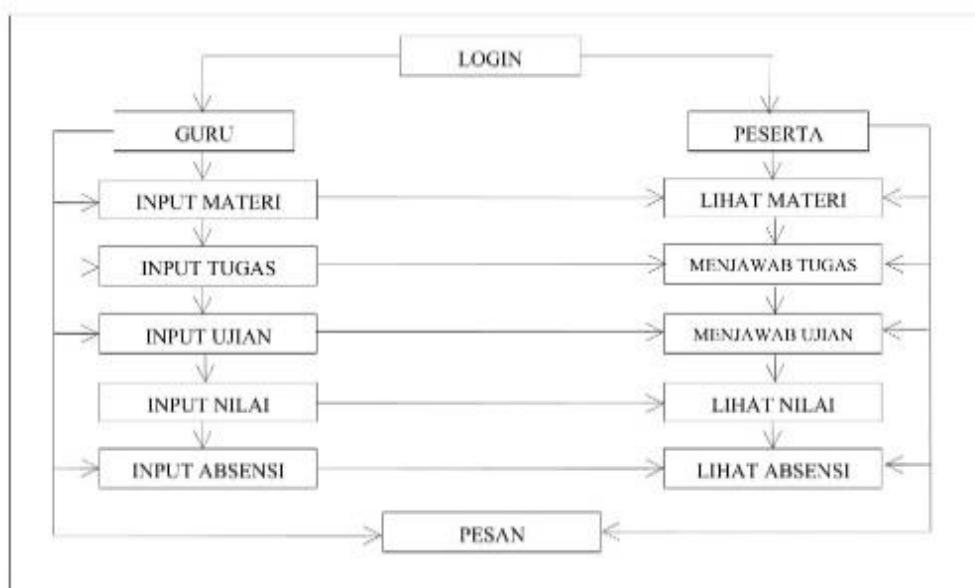 LOGIN
GURU
PESERTA
INPUT MATERI
LIHAT MATERI
INPUT TUGAS
MENJAWAB TUGAS
INPUT UJIAN
MENJAWAB UJIAN
INPUT NILAI
LIHAT NILAI
INPUT ABSENSI
LIHAT ABSENSI
PESAN